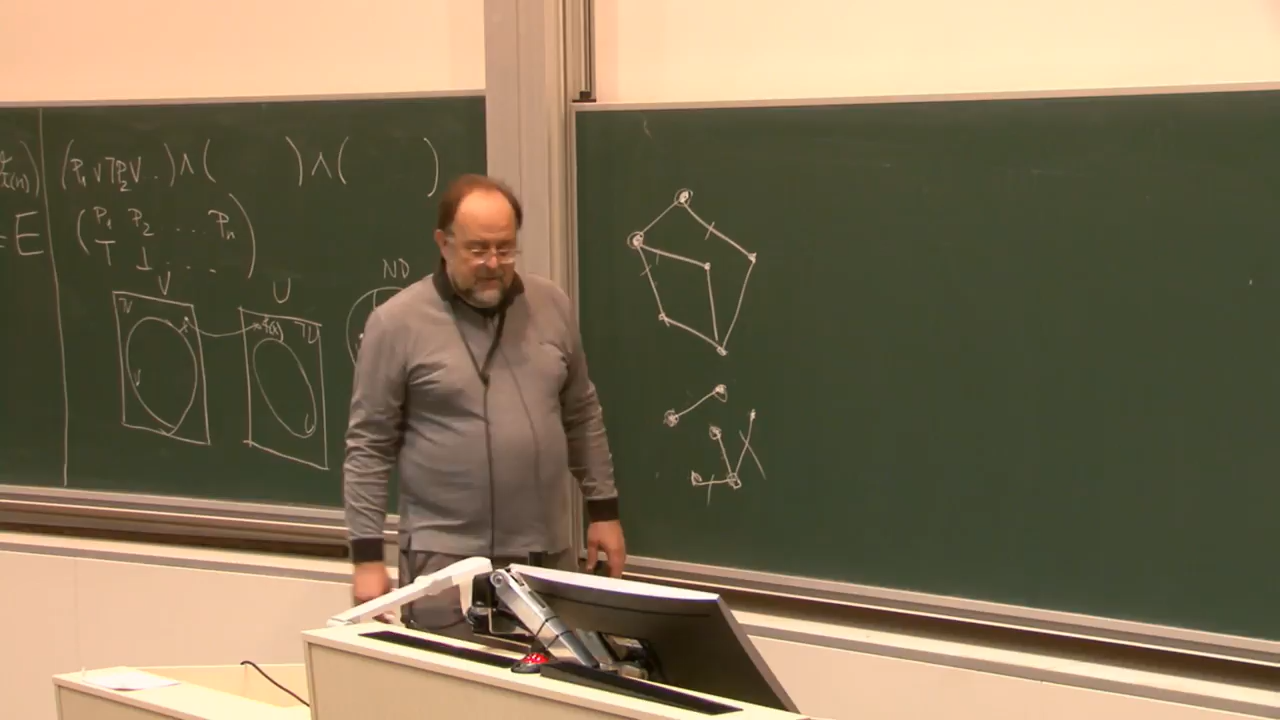 t(n))
(P₁ ∨ ¬P₂ ∨ . ) ∧ ( ) ∧ ( )
= E
(P₁ P₂ ... Pₙ
T ⊥ ... )
V U ND
¬V f(x) ¬U
V